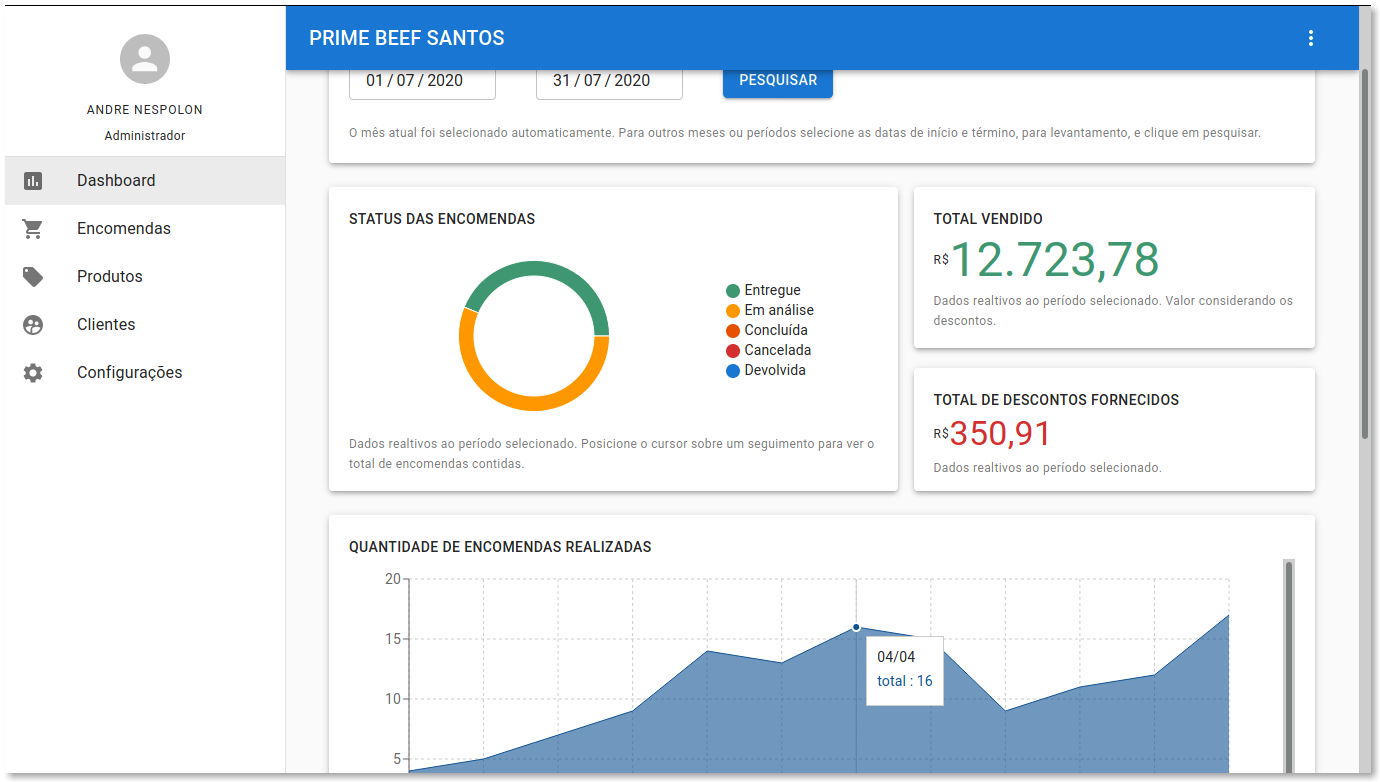 PRIME BEEF SANTOS
ANDRE NESPOLON
Administrador
Dashboard
Encomendas
Produtos
Clientes
Configurações
01 / 07 / 2020
31 / 07 / 2020
PESQUISAR
O mês atual foi selecionado automaticamente. Para outros meses ou períodos selecione as datas de início e término, para levantamento, e clique em pesquisar.
STATUS DAS ENCOMENDAS
Entregue
Em análise
Concluída
Cancelada
Devolvida
Dados realtivos ao período selecionado. Posicione o cursor sobre um seguimento para ver o
total de encomendas contidas.
TOTAL VENDIDO
R$12.723,78
Dados realtivos ao período selecionado. Valor considerando os
descontos.
TOTAL DE DESCONTOS FORNECIDOS
R$350,91
Dados realtivos ao período selecionado.
QUANTIDADE DE ENCOMENDAS REALIZADAS
20
15
10
5
04/04
total : 16